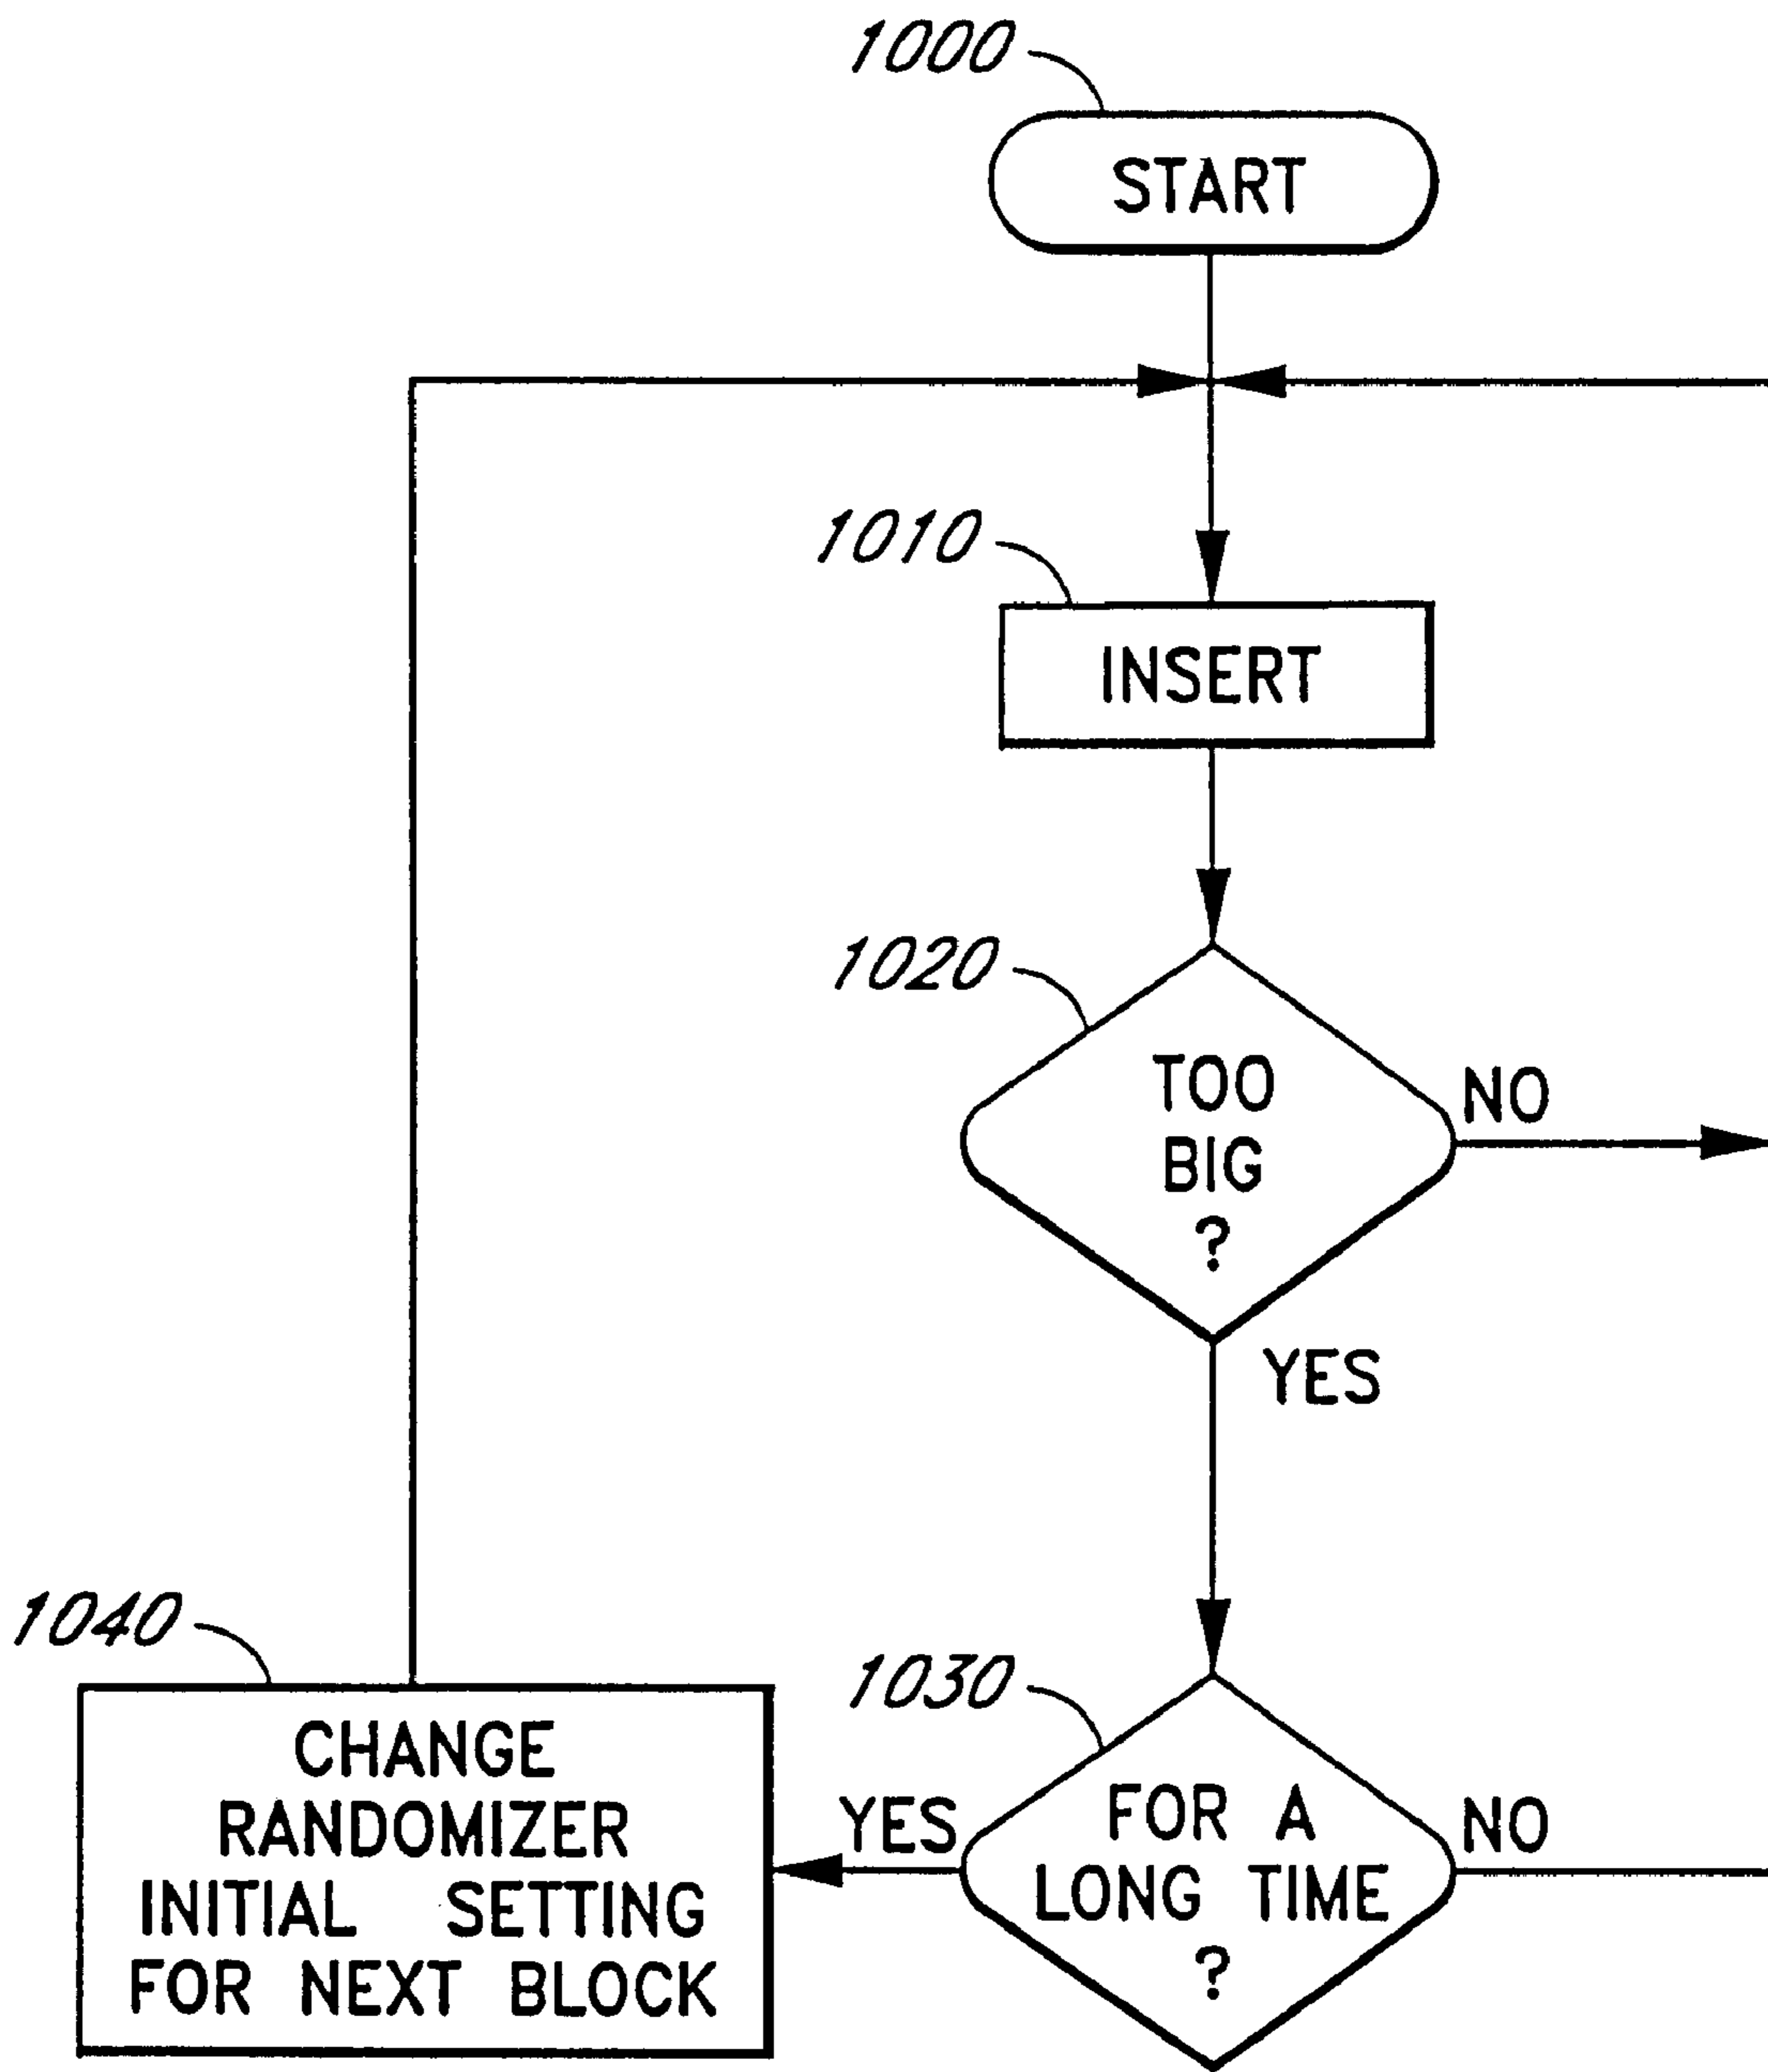 1000
START
1010
INSERT
1020
TOO
BIG
?
NO
YES
1040
CHANGE
RANDOMIZER
INITIAL SETTING
FOR NEXT BLOCK
YES
1030
FOR A
LONG TIME
?
NO